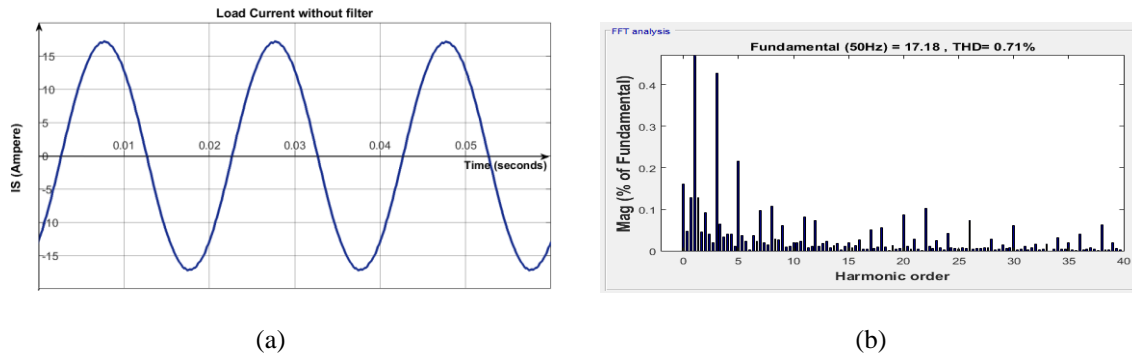 Load Current without filter
IS (Ampere)
15
10
5
0
-5
-10
-15
0.01
0.02
0.03
0.04
0.05
Time (seconds)
(a)
FFT analysis
Fundamental (50Hz) = 17.18 , THD= 0.71%
Mag (% of Fundamental)
0.4
0.3
0.2
0.1
0
0
5
10
15
20
25
30
35
40
Harmonic order
(b)